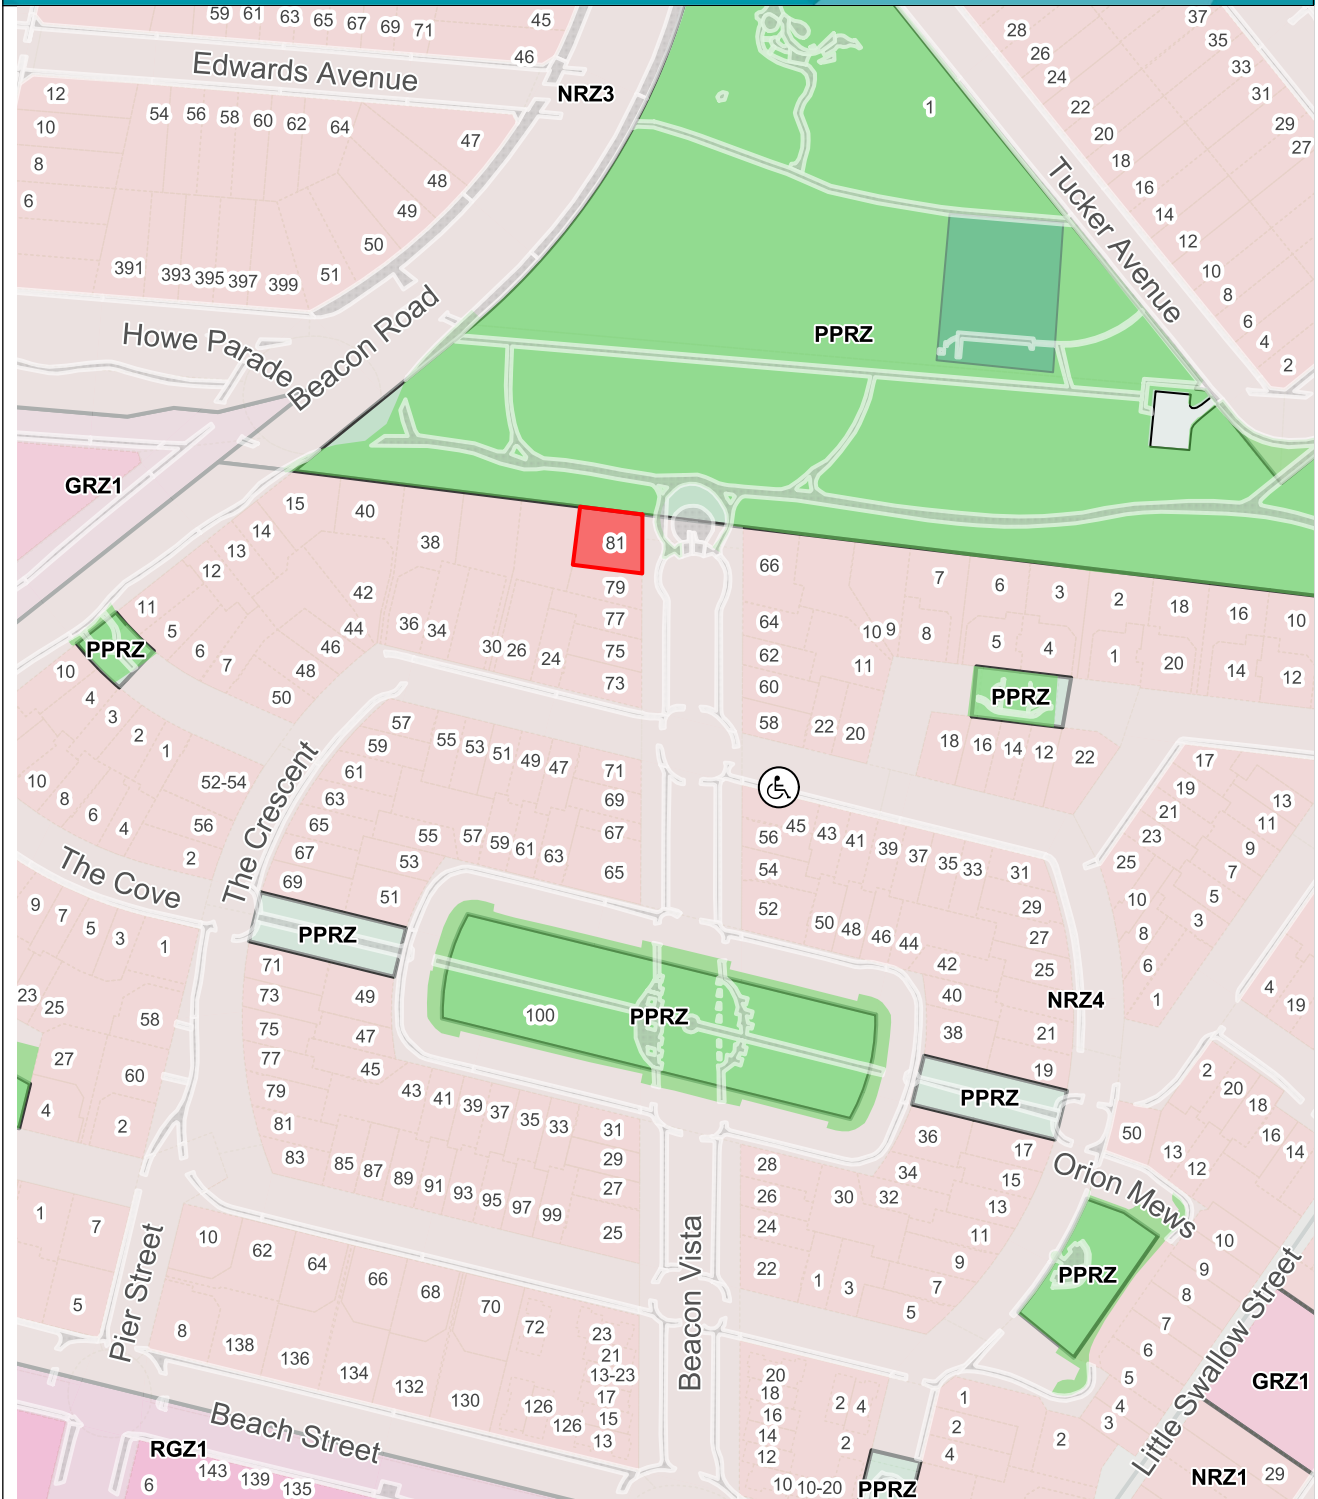 59 61 63 65 67 69 71 45
46
Edwards Avenue
NRZ3
12 54 56 58 60 62 64
10 47
8 48
6 49
50
391 393 395 397 399 51
Howe Parade
Beacon Road
GRZ1
1
PPRZ
Tucker Avenue
28 37
26 35
24 33
22 31
20 29
18 27
16
14
12
10
8
6
4
2
15 40 38 81
14
13
12
79
42 77
11 44 36 34 75
5 46 30 26 24 73
6 48
7 50
PPRZ
10
4
3
2
1
66
64
62
60
58 22 20
10 9 8
11
7 6 3 2 18 16 10
5 4 1 20 14 12
PPRZ
18 16 14 12 22
57
59 55 53 51 49 47 71
61 69
63 67
65 55 57 59 61 63 65
67 53
69 51
10
8
6
4
52-54
56
2
The Crescent
The Cove
9 7 5 3 1
PPRZ
56 45 43 41 39 37 35 33 31
54 29
52 50 48 46 44 27
42 25
40
38 21
19
NRZ4
17
19
21
23
25
10
8
6
1
13
11
9
7
5
3
4
19
71
73 49
75 47
77 45
79
81
83
100
PPRZ
PPRZ
23 25
27
4
58
60
2
43 41 39 37 35 33 31
29
27
25
85 87 89 91 93 95 97 99
36
34
28
26 30 32
24
22
1 3
17
15
13
11
9
7
5
50
2
20
18
16
14
13
12
Orion Mews
PPRZ
10
9
8
7
6
5
4
3
2
1 7
5
Pier Street
10 62 64 66 68 70 72
8 138 136 134 132 130 126 126
23
21
13-23
17
15
13
Beacon Vista
20
18
16
14
12
10 10-20
2 4
2
PPRZ
1
2
4
Little Swallow Street
GRZ1
NRZ1 29
Beach Street
RGZ1
6 143 139 135